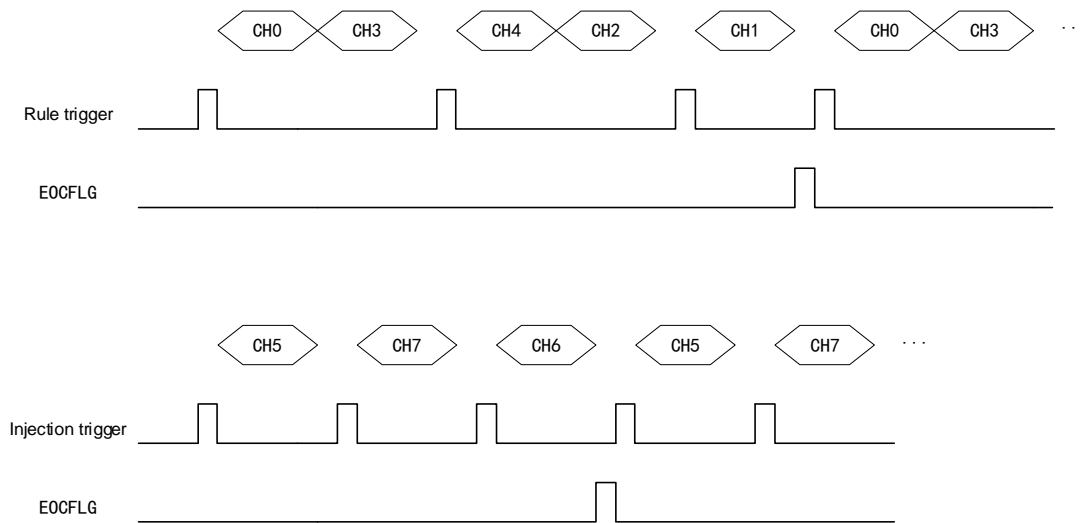 CH0 CH3 CH4 CH2 CH1 CH0 CH3 ··
Rule trigger
EOCFLG
CH5 CH7 CH6 CH5 CH7 ···
Injection trigger
EOCFLG